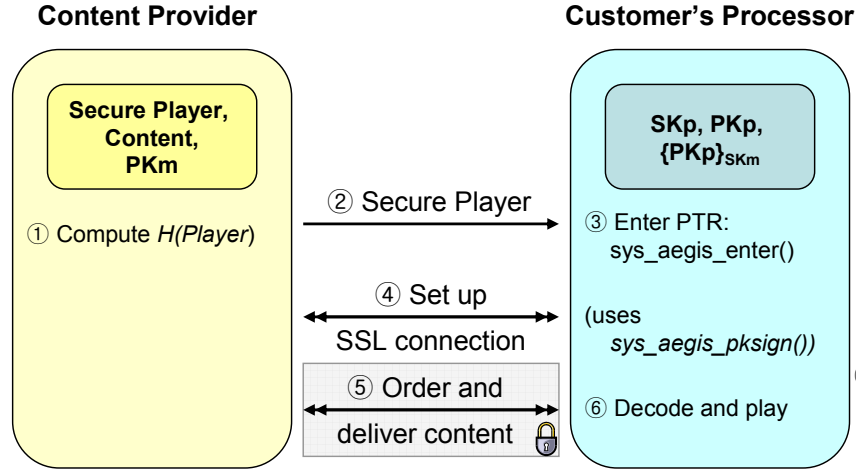 Content Provider
Customer's Processor
Secure Player,
Content,
PKm
SKp, PKp,
{PKp}SKm
① Compute H(Player)
② Secure Player
③ Enter PTR:
sys_aegis_enter()
④ Set up
SSL connection
(uses
sys_aegis_pksign())
⑤ Order and
deliver content
⑥ Decode and play